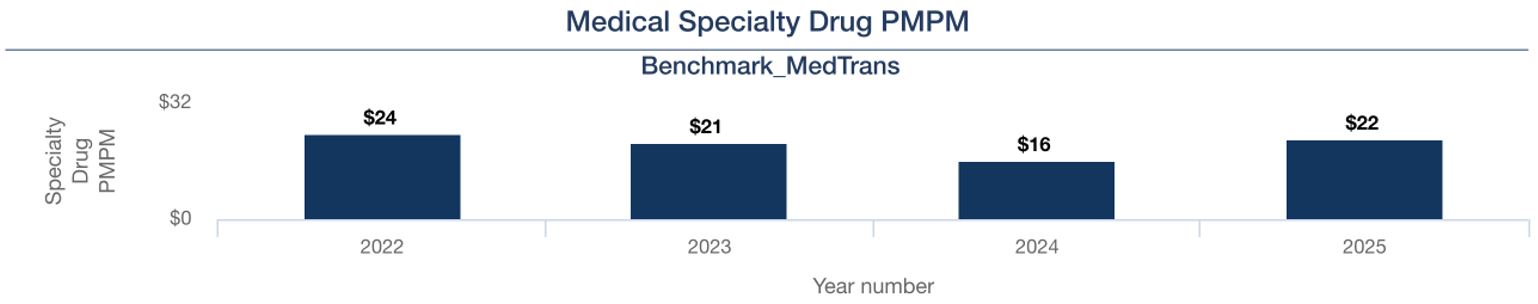 Medical Specialty Drug PMPM
Benchmark_MedTrans
Specialty
Drug
PMPM
$32
$0
$24
$21
$16
$22
2022
2023
2024
2025
Year number